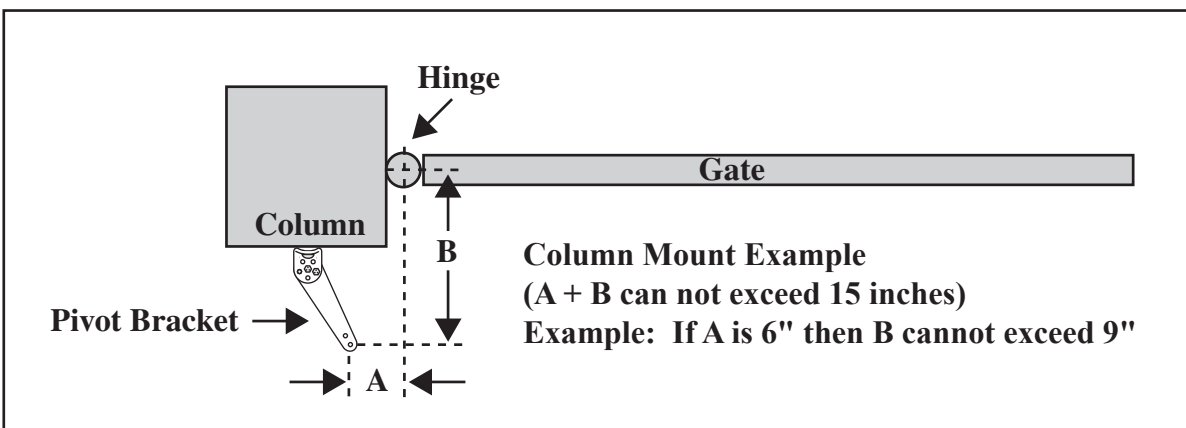 Hinge
Gate
Column
B
Pivot Bracket
A
Column Mount Example
(A + B can not exceed 15 inches)
Example:  If A is 6" then B cannot exceed 9"